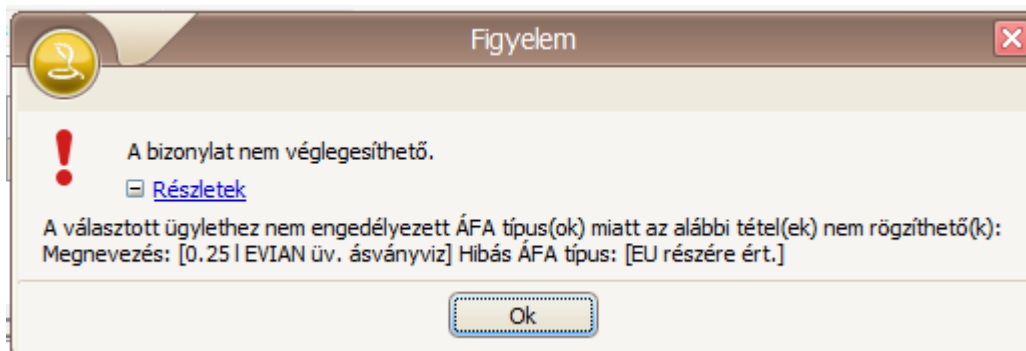 Figyelem
A bizonylat nem véglegesíthető.
Részletek
A választott ügylethez nem engedélyezett ÁFA típus(ok) miatt az alábbi tétel(ek) nem rögzíthető(k):
Megnevezés: [0.25 l EVIAN üv. ásványviz] Hibás ÁFA típus: [EU részére ért.]
Ok